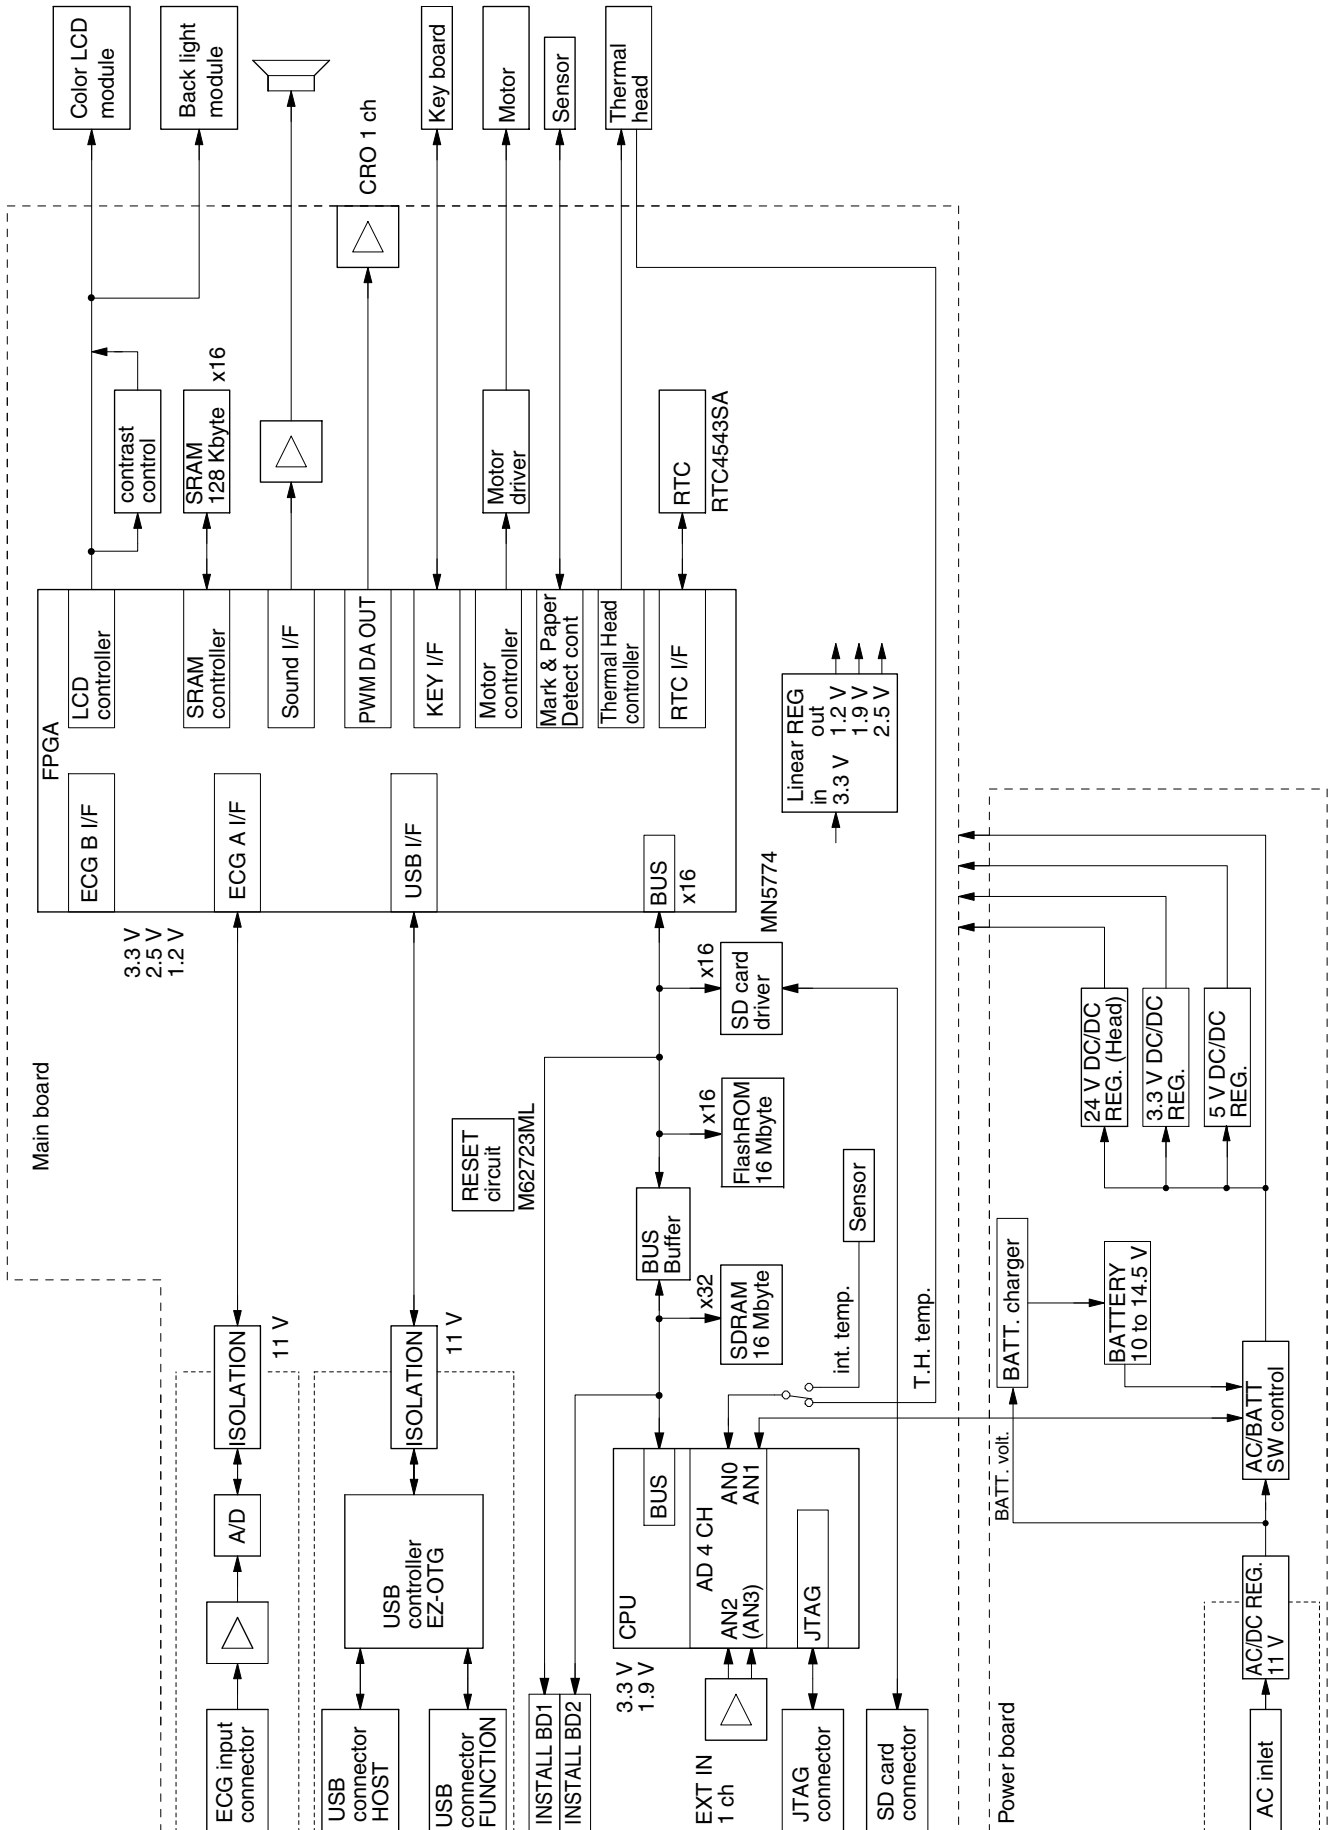 Color LCD
module
Back light
module
Key board
Motor
Sensor
Thermal
head
CRO 1 ch
contrast
control
SRAM
128 Kbyte
x16
Motor
driver
RTC
RTC4543SA
FPGA
LCD
controller
SRAM
controller
Sound I/F
PWM DA OUT
KEY I/F
Motor
controller
Mark & Paper
Detect cont
Thermal Head
controller
RTC I/F
ECG B I/F
ECG A I/F
USB I/F
BUS
x16
3.3 V
2.5 V
1.2 V
Linear REG
in out
3.3 V 1.2 V
1.9 V
2.5 V
Main board
RESET
circuit
M62723ML
SD card
driver
x16
MN5774
FlashROM
16 Mbyte
x16
BUS
Buffer
SDRAM
16 Mbyte
x32
Sensor
int. temp.
T.H. temp.
ISOLATION
11 V
ISOLATION
11 V
A/D
USB
controller
EZ-OTG
ECG input
connector
USB
connector
HOST
USB
connector
FUNCTION
INSTALL BD1
INSTALL BD2
CPU
3.3 V
1.9 V
BUS
AD 4 CH
AN0
AN1
AN2
(AN3)
JTAG
EXT IN
1 ch
JTAG
connector
SD card
connector
Power board
24 V DC/DC
REG. (Head)
3.3 V DC/DC
REG.
5 V DC/DC
REG.
BATT. charger
BATTERY
10 to 14.5 V
BATT. volt.
AC/BATT
SW control
AC/DC REG.
11 V
AC inlet